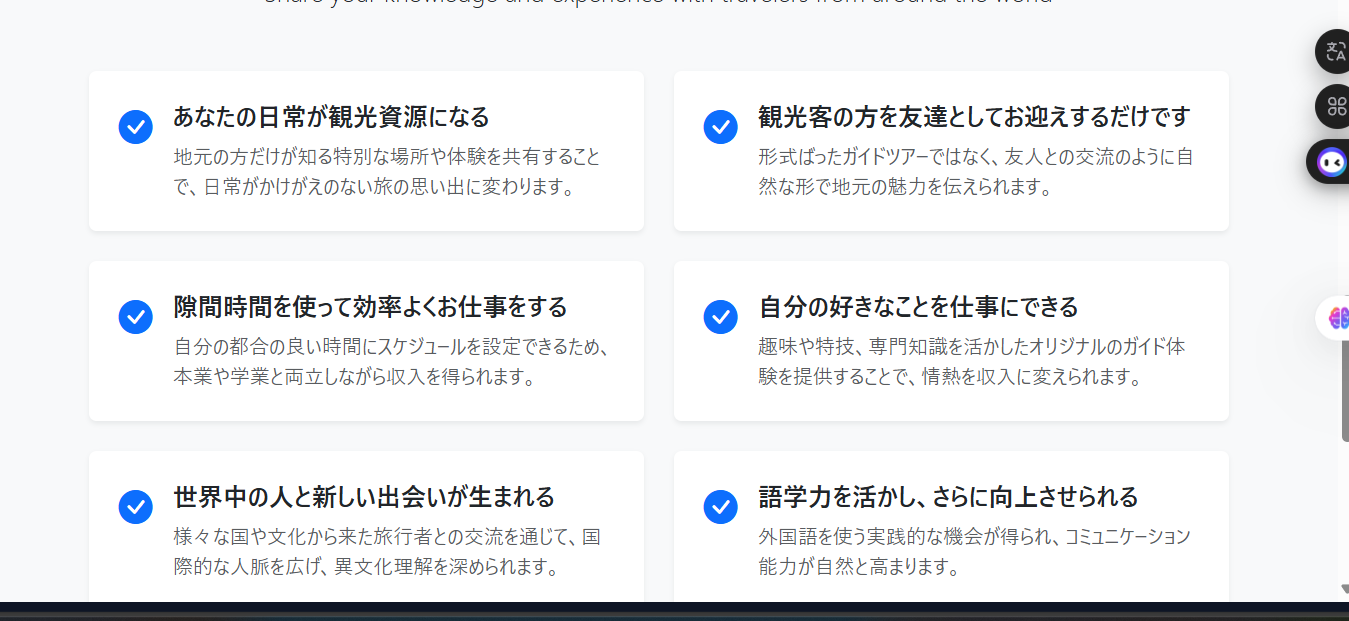 Share your knowledge and experience with travelers from around the world
あなたの日常が観光資源になる
地元の方だけが知る特別な場所や体験を共有すること
で、日常がかけがえのない旅の思い出に変わります。
観光客の方を友達としてお迎えするだけです
形式ばったガイドツアーではなく、友人との交流のように自
然な形で地元の魅力を伝えられます。
隙間時間を使って効率よくお仕事をする
自分の都合の良い時間にスケジュールを設定できるため、
本業や学業と両立しながら収入を得られます。
自分の好きなことを仕事にできる
趣味や特技、専門知識を活かしたオリジナルのガイド体
験を提供することで、情熱を収入に変えられます。
世界中の人と新しい出会いが生まれる
様々な国や文化から来た旅行者との交流を通じて、国
際的な人脈を広げ、異文化理解を深められます。
語学力を活かし、さらに向上させられる
外国語を使う実践的な機会が得られ、コミュニケーション
能力が自然と高まります。